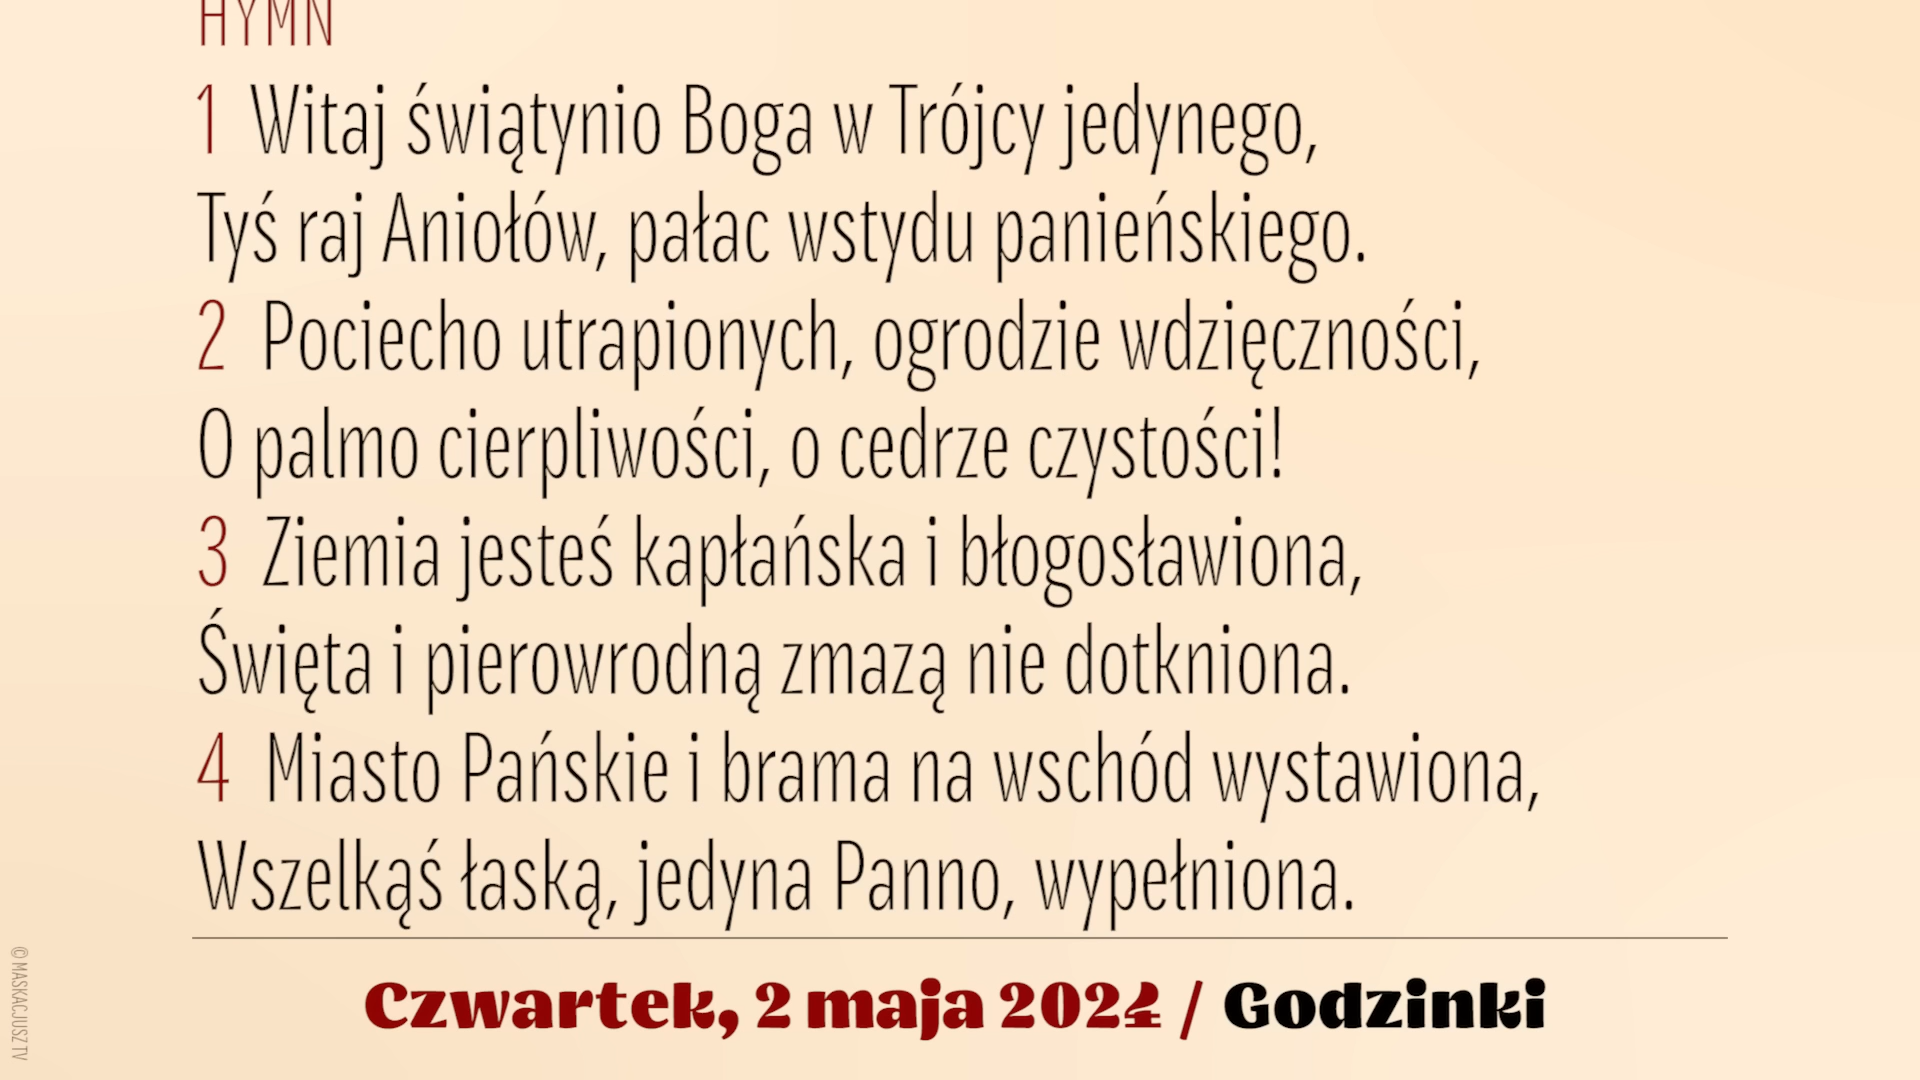 HYMN
1 Witaj świątynio Boga w Trójcy jedynego,
Tyś raj Aniołów, pałac wstydu panieńskiego.
2 Pociecho utrapionych, ogrodzie wdzięczności,
O palmo cierpliwości, o cedrze czystości!
3 Ziemia jesteś kapłańska i błogosławiona,
Święta i pierowrodną zmazą nie dotkniona.
4 Miasto Pańskie i brama na wschód wystawiona,
Wszelkąś łaską, jedyna Panno, wypełniona.
Czwartek, 2 maja 2024 / Godzinki
© MASKACJUSZ TV